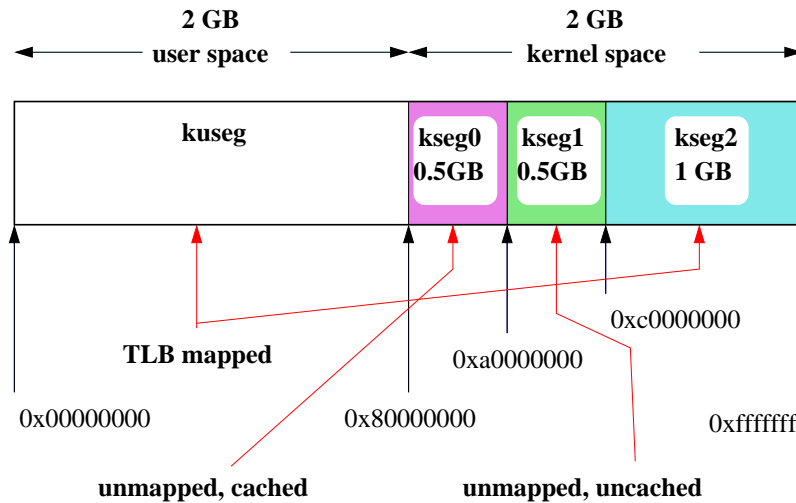 2 GB
user space
2 GB
kernel space
kuseg
kseg0
0.5GB
kseg1
0.5GB
kseg2
1 GB
0xc0000000
TLB mapped
0xa0000000
0x00000000
0x80000000
0xfffffff
unmapped, cached
unmapped, uncached